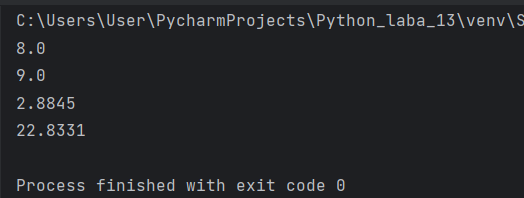 C:\Users\User\PycharmProjects\Python_laba_13\venv\S
8.0
9.0
2.8845
22.8331
Process finished with exit code 0